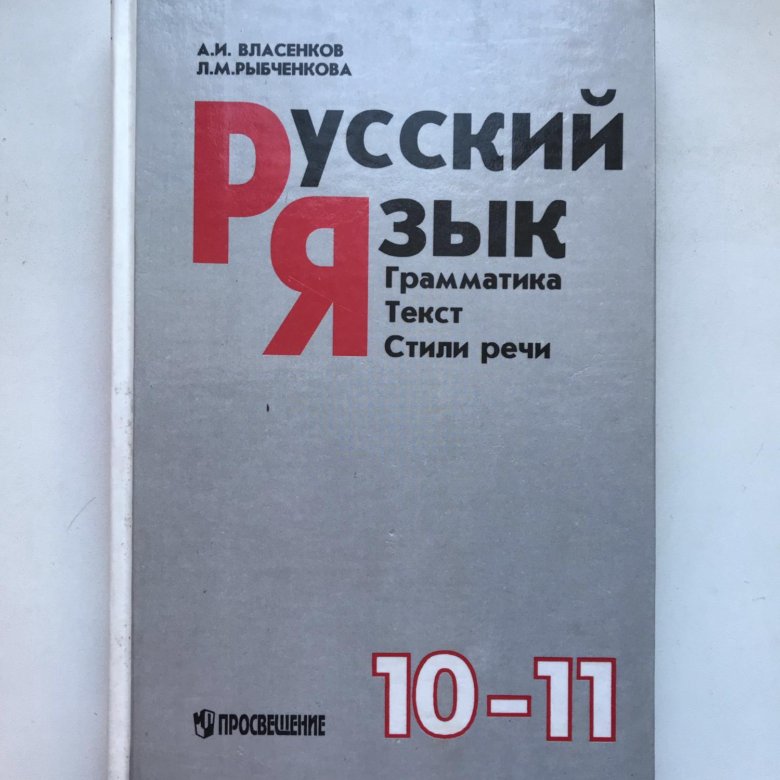 А.И. ВЛАСЕНКОВ
Л.М.РЫБЧЕНКОВА
Русский
Язык
Грамматика
Текст
Стили речи
10-11
ПРОСВЕЩЕНИЕ